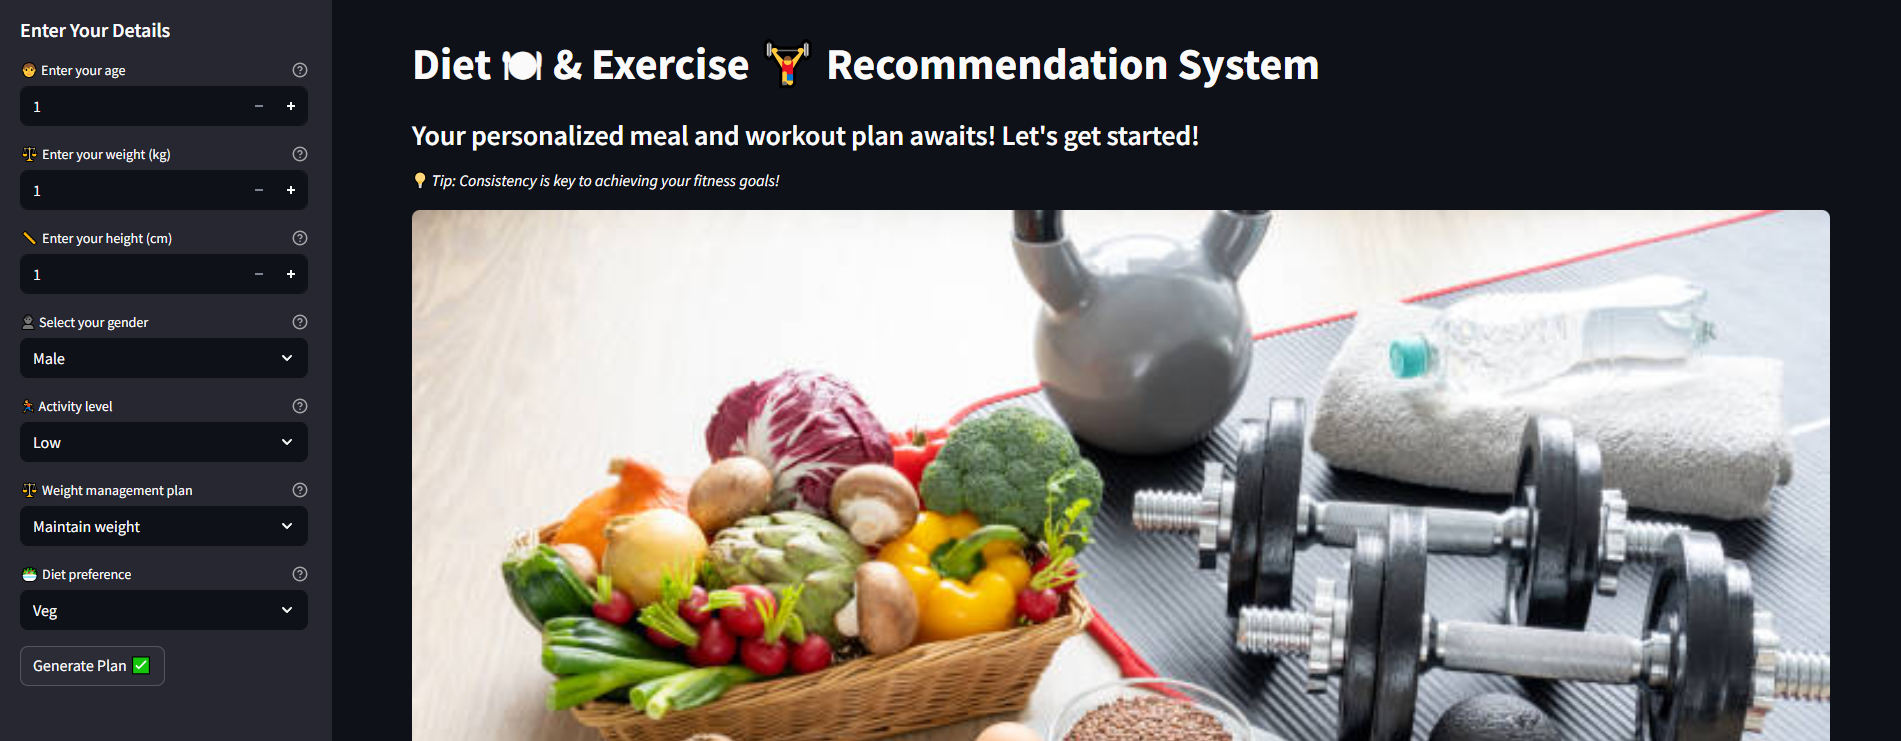 Enter Your Details
Enter your age
1
Enter your weight (kg)
1
Enter your height (cm)
1
Select your gender
Male
Activity level
Low
Weight management plan
Maintain weight
Diet preference
Veg
Generate Plan ✅
Diet 🍽 & Exercise 🏋 Recommendation System
Your personalized meal and workout plan awaits! Let's get started!
💡 Tip: Consistency is key to achieving your fitness goals!